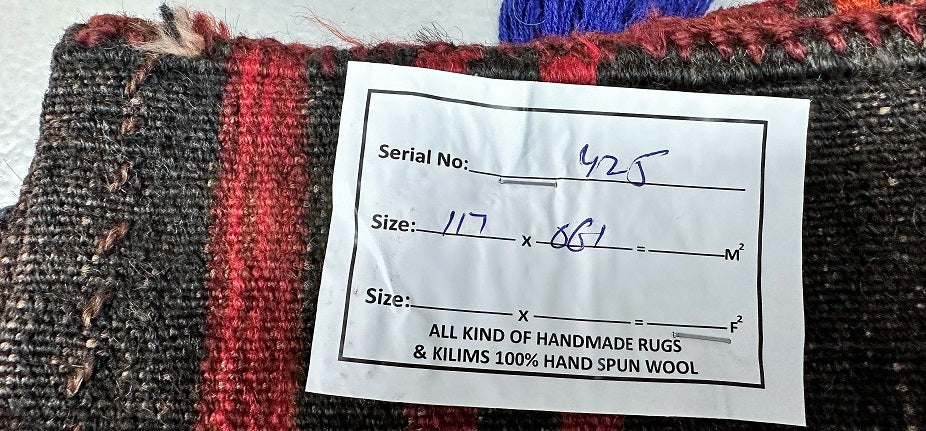 Serial No: 425
Size: 117 x 061 = M²
Size: x = F²
ALL KIND OF HANDMADE RUGS
& KILIMS 100% HAND SPUN WOOL